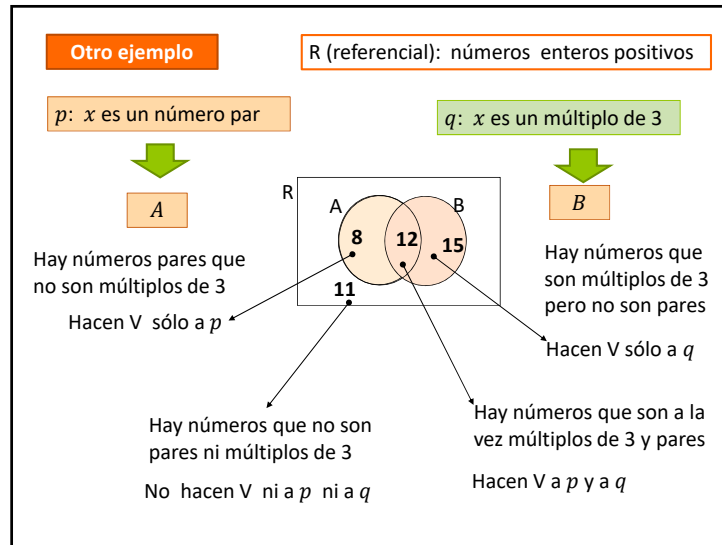 Otro ejemplo
R (referencial): números enteros positivos
p: x es un número par
q: x es un múltiplo de 3
A
B
R
A
B
8
12
15
11
Hay números pares que
no son múltiplos de 3
Hacen V sólo a p
Hay números que
son múltiplos de 3
pero no son pares
Hacen V sólo a q
Hay números que no son
pares ni múltiplos de 3
No hacen V ni a p ni a q
Hay números que son a la
vez múltiplos de 3 y pares
Hacen V a p y a q